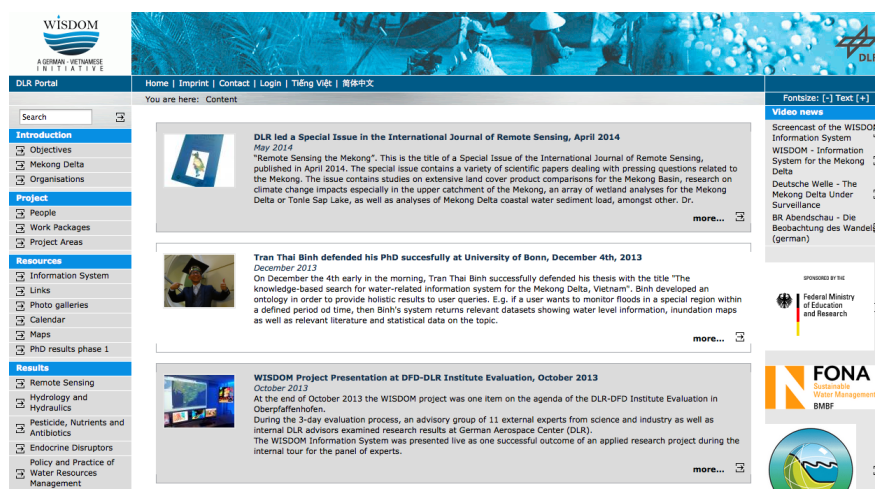 WISDOM
A GERMAN - VIETNAMESE
INITIATIVE
DLR
DLR Portal
Home | Imprint | Contact | Login | Tiếng Việt | 简体中文
You are here: Content
Fontsize: [-] Text [+]
Search
Introduction
Objectives
Mekong Delta
Organisations
Project
People
Work Packages
Project Areas
Resources
Information System
Links
Photo galleries
Calendar
Maps
PhD results phase 1
Results
Remote Sensing
Hydrology and
Hydraulics
Pesticide, Nutrients and
Antibiotics
Endocrine Disruptors
Policy and Practice of
Water Resources
Management
DLR led a Special Issue in the International Journal of Remote Sensing, April 2014
May 2014
"Remote Sensing the Mekong". This is the title of a Special Issue of the International Journal of Remote Sensing,
published in April 2014. The special issue contains a variety of scientific papers dealing with pressing questions related to
the Mekong. The issue contains studies on extensive land cover product comparisons for the Mekong Basin, research on
climate change impacts especially in the upper catchment of the Mekong, an array of wetland analyses for the Mekong
Delta or Tonle Sap Lake, as well as analyses of Mekong Delta coastal water sediment load, amongst other. Dr.
more...
Tran Thai Binh defended his PhD succesfully at University of Bonn, December 4th, 2013
December 2013
On December the 4th early in the morning, Tran Thai Binh successfully defended his thesis with the title "The
knowledge-based search for water-related information system for the Mekong Delta, Vietnam". Binh developed an
ontology in order to provide holistic results to user queries. E.g. if a user wants to monitor floods in a special region within
a defined period od time, then Binh's system returns relevant datasets showing water level information, inundation maps
as well as relevant literature and statistical data on the topic.
more...
WISDOM Project Presentation at DFD-DLR Institute Evaluation, October 2013
October 2013
At the end of October 2013 the WISDOM project was one item on the agenda of the DLR-DFD Institute Evaluation in
Oberpfaffenhofen.
During the 3-day evaluation process, an advisory group of 11 external experts from science and industry as well as
internal DLR advisors examined research results at German Aerospace Center (DLR).
The WISDOM Information System was presented live as one successful outcome of an applied research project during the
internal tour for the panel of experts.
more...
Video news
Screencast of the WISDOM
Information System
WISDOM - Information
System for the Mekong
Delta
Deutsche Welle - The
Mekong Delta Under
Surveillance
BR Abendschau - Die
Beobachtung des Wandels
(german)
SPONSORED BY THE
Federal Ministry
of Education
and Research
FONA
Sustainable
Water Management
BMBF